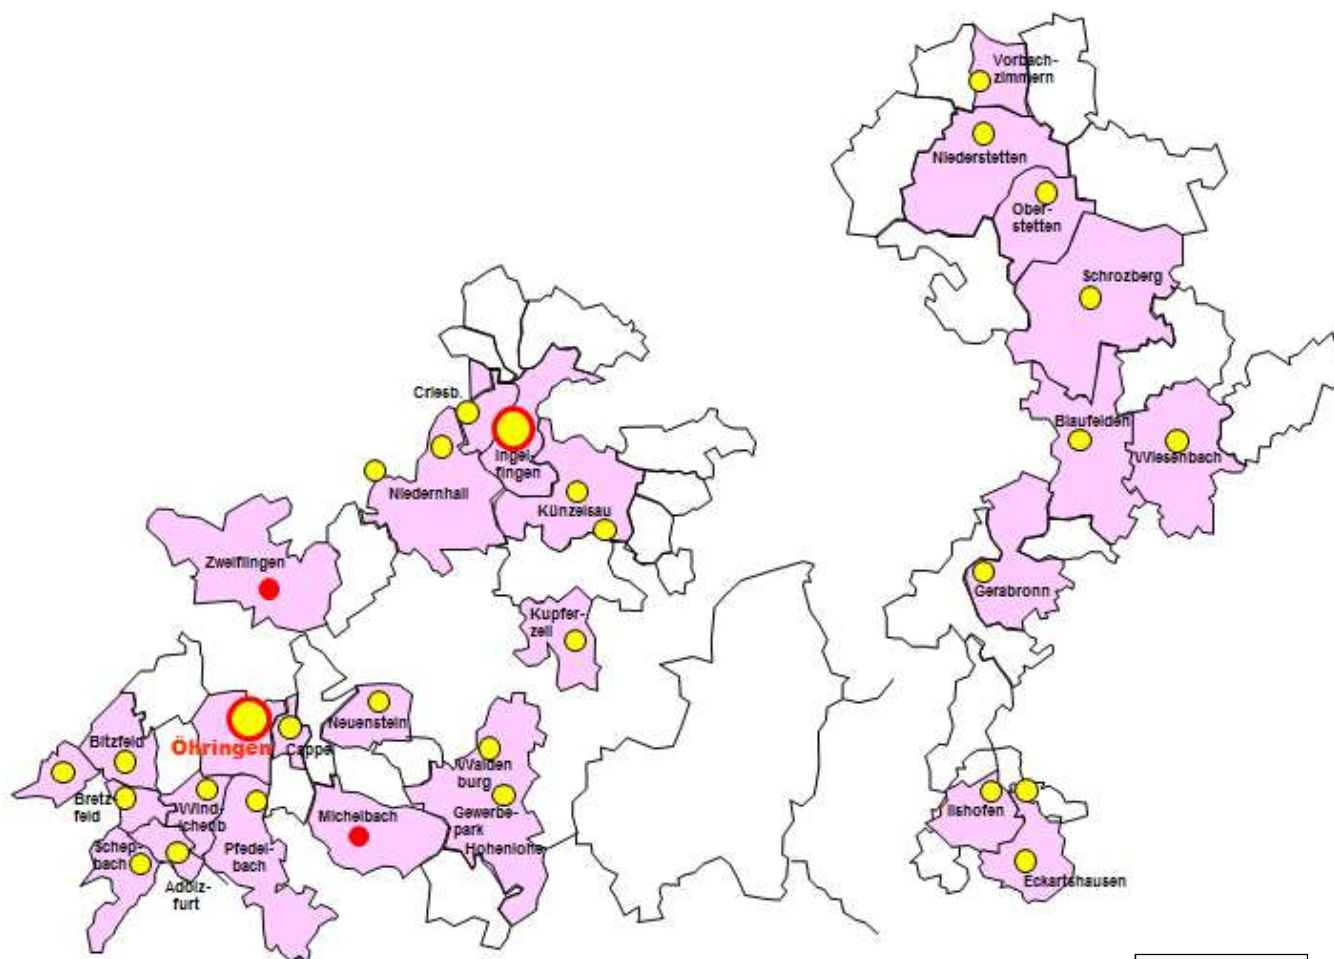 Vorbach-
zimmern
Niederstetten
Ober-
stetten
Schrozberg
Criesb.
Ingel-
fingen
Niedernhall
Künzelsau
Blaufelden
Wiesenbach
Zweiflingen
Gerabronn
Kupfer-
zell
Neuenstein
Bitzfeld
Öhringen
Cappel
Walden
burg
Bretz-
feld
Wind
ischenb
Michelbach
Gewerbe-
park
Hohenlohe
Ilshofen
Schep-
bach
Pfedel-
bach
Adolz-
furt
Eckartshausen